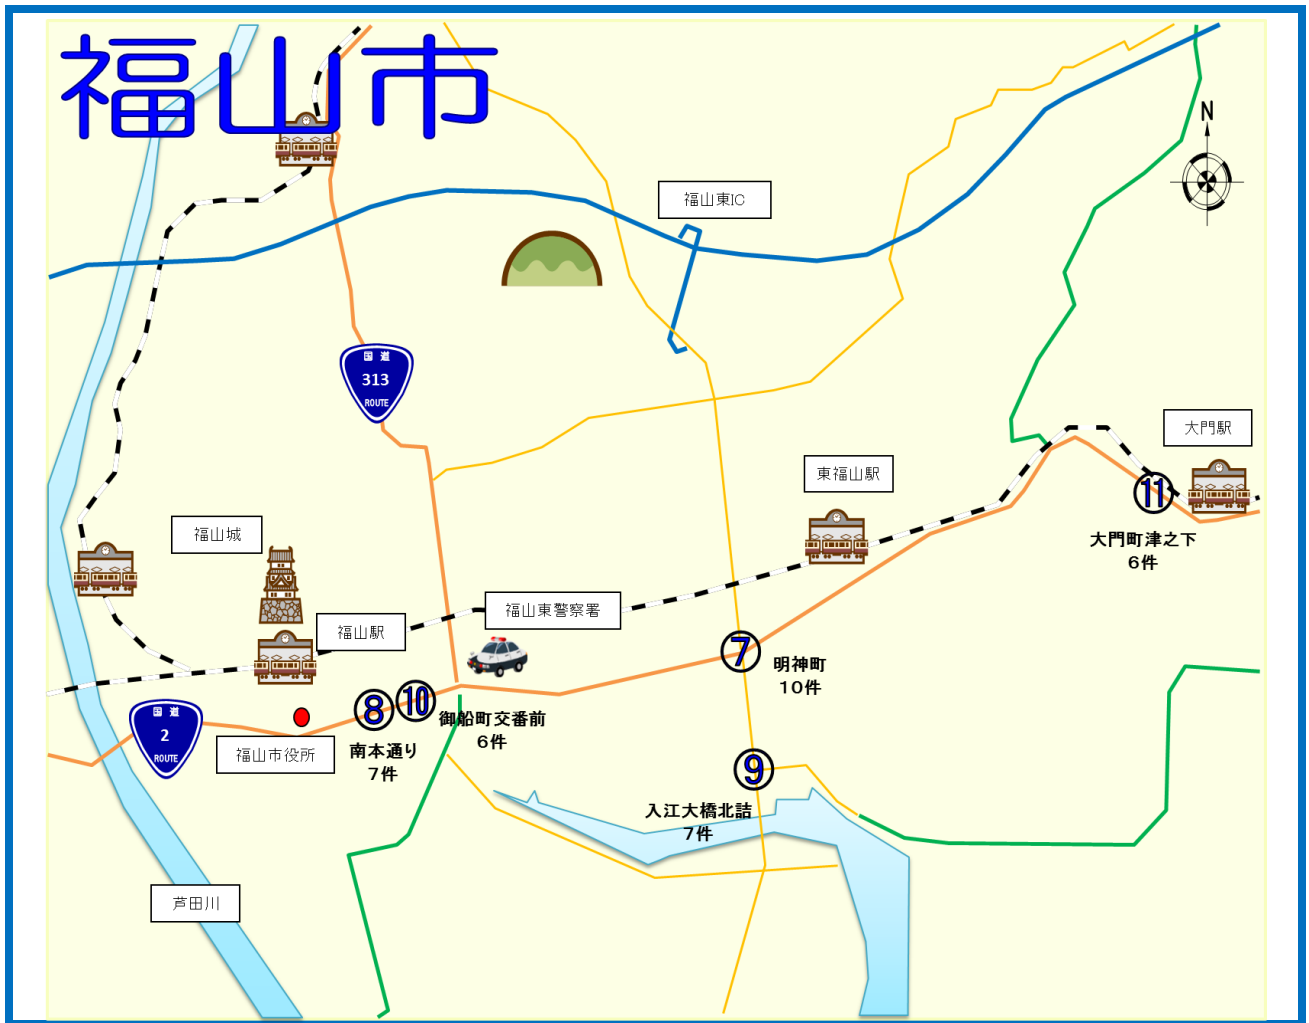 福山市
N
福山東IC
国道
313
ROUTE
大門駅
東福山駅
11
大門町津之下
6件
福山城
福山東警察署
福山駅
7
明神町
10件
国道
2
ROUTE
8
10
御船町交番前
6件
福山市役所
南本通り
7件
9
入江大橋北詰
7件
芦田川